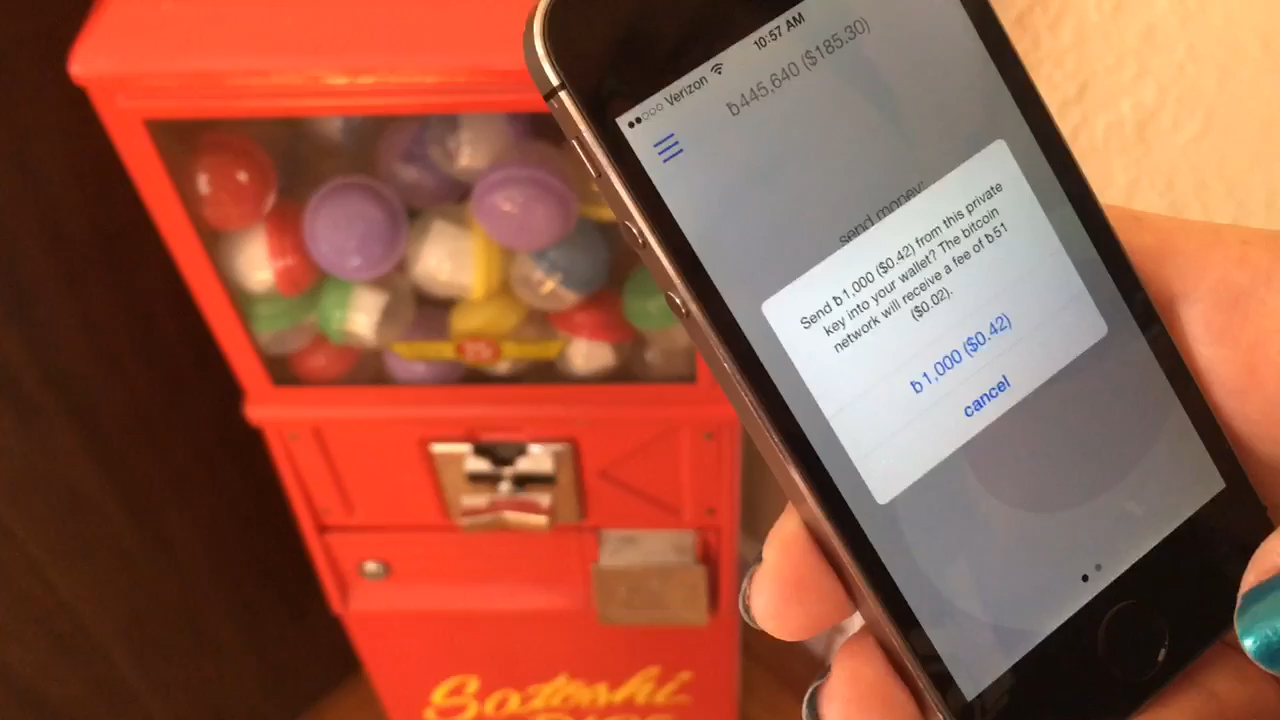 Verizon 10:57 AM
ƀ445,640 ($185.30)
send money:
Send ƀ1,000 ($0.42) from this private
key into your wallet? The bitcoin
network will receive a fee of ƀ51
($0.02).
ƀ1,000 ($0.42)
cancel
Satoshi